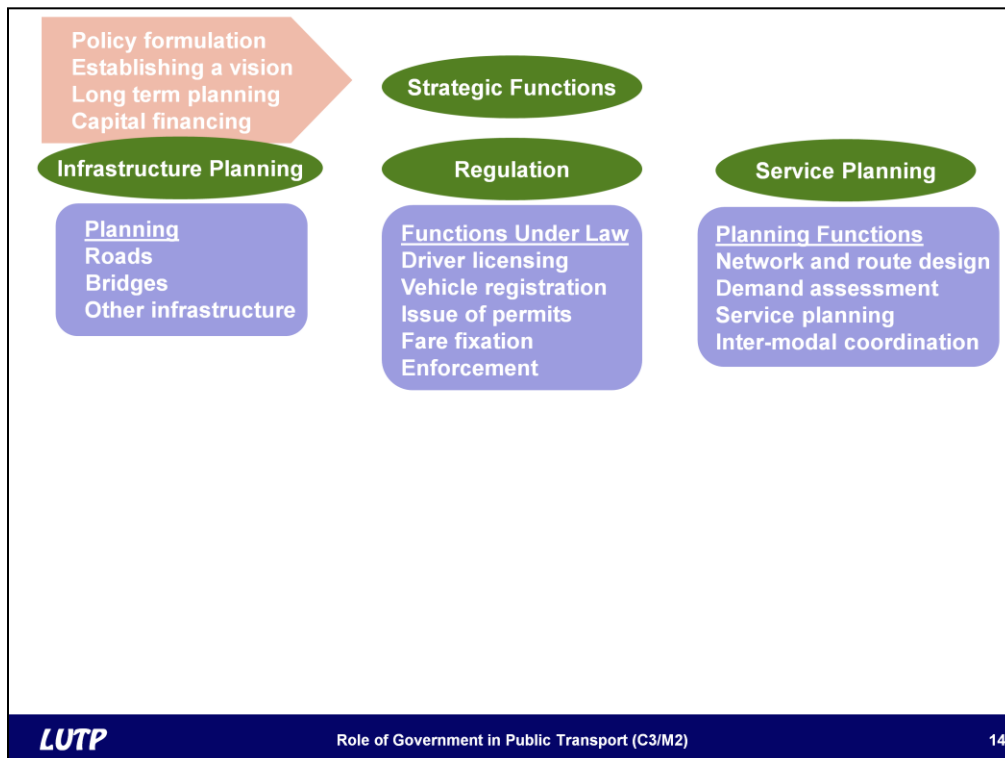 Policy formulation
Establishing a vision
Long term planning
Capital financing
Strategic Functions
Infrastructure Planning
Regulation
Service Planning
Planning
Roads
Bridges
Other infrastructure
Functions Under Law
Driver licensing
Vehicle registration
Issue of permits
Fare fixation
Enforcement
Planning Functions
Network and route design
Demand assessment
Service planning
Inter-modal coordination
LUTP
Role of Government in Public Transport (C3/M2)
14